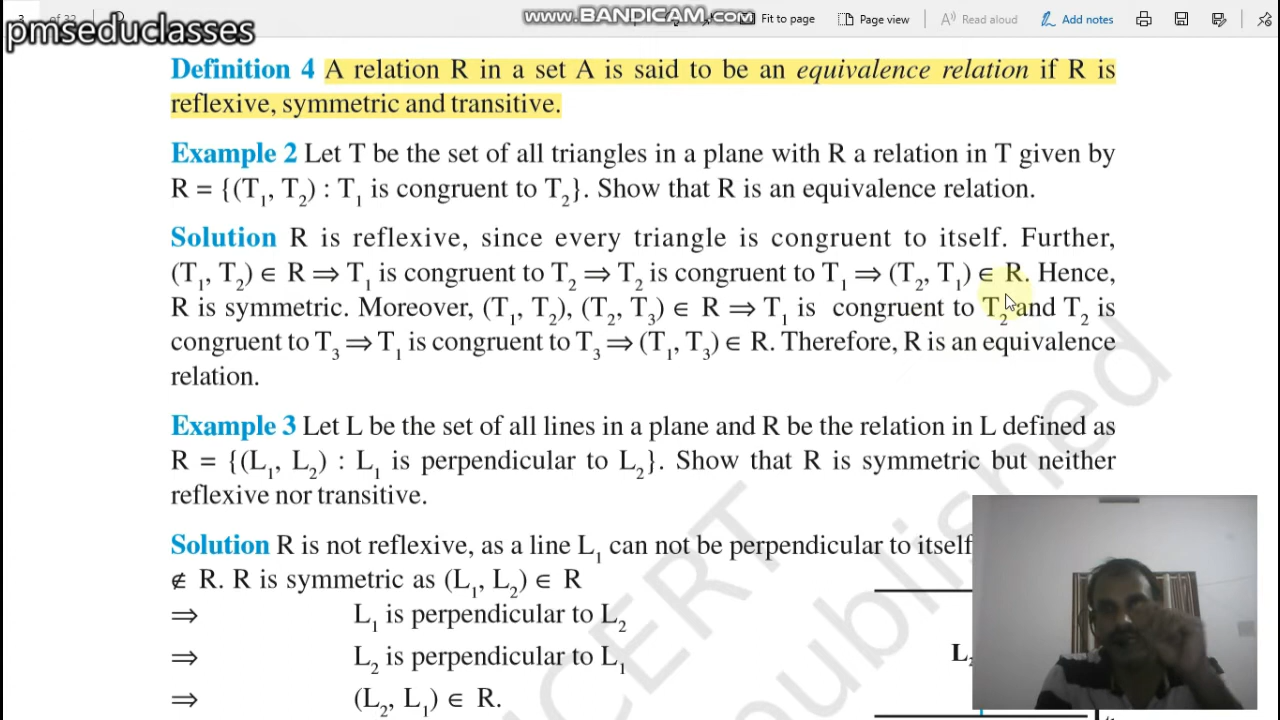 3 of 32
www.BANDICAM.com
Fit to page
Page view
Read aloud
Add notes
pmseduclasses
Definition 4 A relation R in a set A is said to be an equivalence relation if R is
reflexive, symmetric and transitive.
Example 2 Let T be the set of all triangles in a plane with R a relation in T given by
R = {(T₁, T₂) : T₁ is congruent to T₂}. Show that R is an equivalence relation.
Solution R is reflexive, since every triangle is congruent to itself. Further,
(T₁, T₂) ∈ R ⇒ T₁ is congruent to T₂ ⇒ T₂ is congruent to T₁ ⇒ (T₂, T₁) ∈ R. Hence,
R is symmetric. Moreover, (T₁, T₂), (T₂, T₃) ∈ R ⇒ T₁ is congruent to T₂ and T₂ is
congruent to T₃ ⇒ T₁ is congruent to T₃ ⇒ (T₁, T₃) ∈ R. Therefore, R is an equivalence
relation.
Example 3 Let L be the set of all lines in a plane and R be the relation in L defined as
R = {(L₁, L₂) : L₁ is perpendicular to L₂}. Show that R is symmetric but neither
reflexive nor transitive.
Solution R is not reflexive, as a line L₁ can not be perpendicular to itself
∉ R. R is symmetric as (L₁, L₂) ∈ R
⇒ L₁ is perpendicular to L₂
⇒ L₂ is perpendicular to L₁
⇒ (L₂, L₁) ∈ R.
NCERT
published